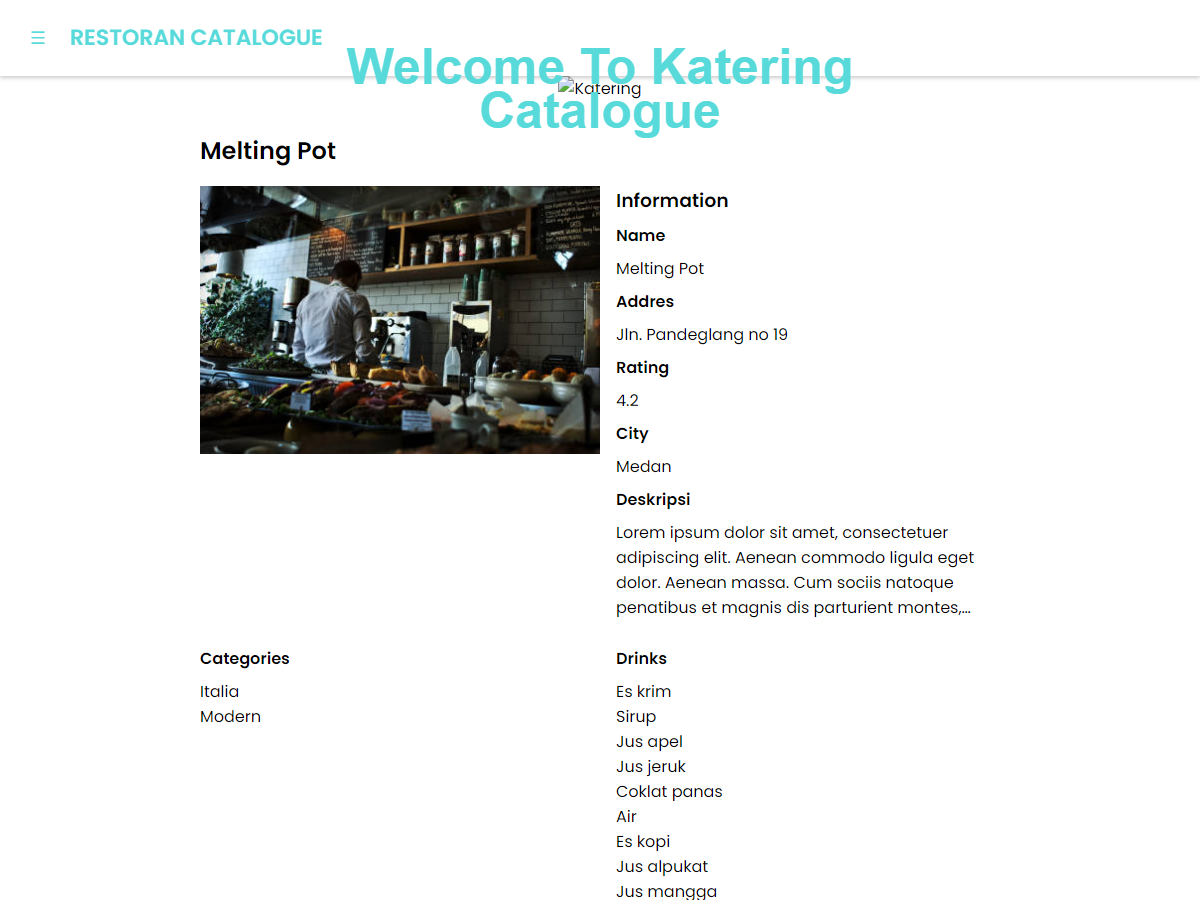 ☰ RESTORAN CATALOGUE
Welcome To Katering
Catalogue
Katering
Melting Pot
Information
Name
Melting Pot
Addres
Jln. Pandeglang no 19
Rating
4.2
City
Medan
Deskripsi
Lorem ipsum dolor sit amet, consectetuer
adipiscing elit. Aenean commodo ligula eget
dolor. Aenean massa. Cum sociis natoque
penatibus et magnis dis parturient montes,...
Categories
Italia
Modern
Drinks
Es krim
Sirup
Jus apel
Jus jeruk
Coklat panas
Air
Es kopi
Jus alpukat
Jus mangga